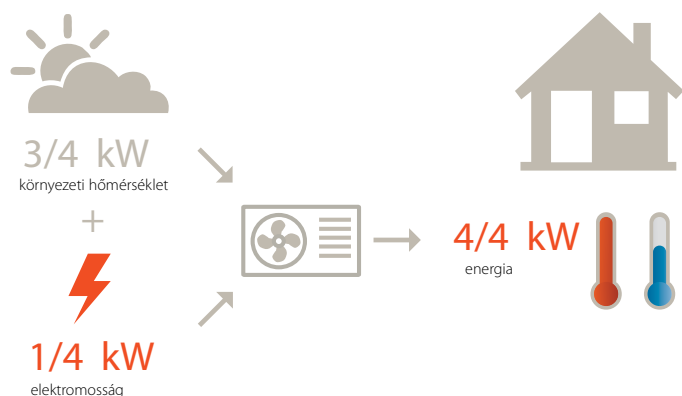 3/4 kW
környezeti hőmérséklet
+
1/4 kW
elektromosság
4/4 kW
energia